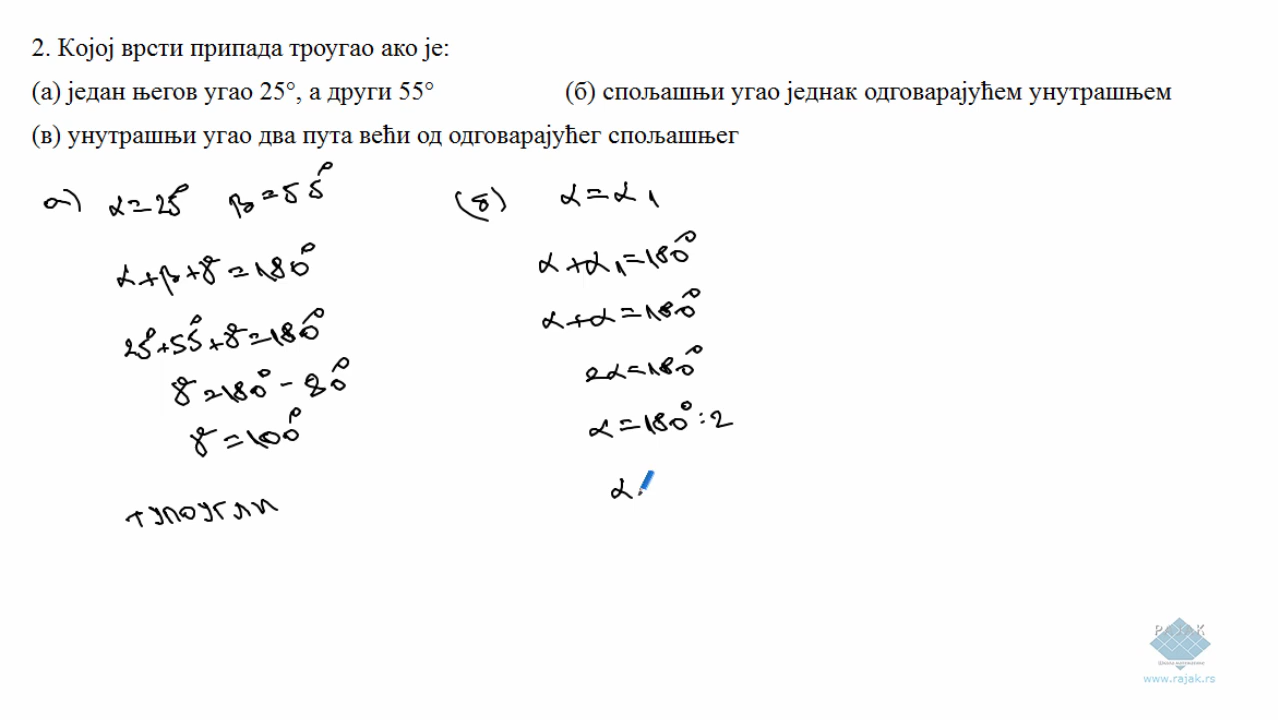 2. Којој врсти припада троугао ако је:
(а) један његов угао 25°, а други 55°
(б) спољашњи угао једнак одговарајућем унутрашњем
(в) унутрашњи угао два пута већи од одговарајућег спољашњег
а) α=25° β=55°
α+β+γ=180°
25°+55°+γ=180°
γ=180°-80°
γ=100°
тупоугли
(б) α=α1
α+α1=180°
α+α=180°
2α=180°
α=180°:2
α
РАЈАК
www.rajak.rs